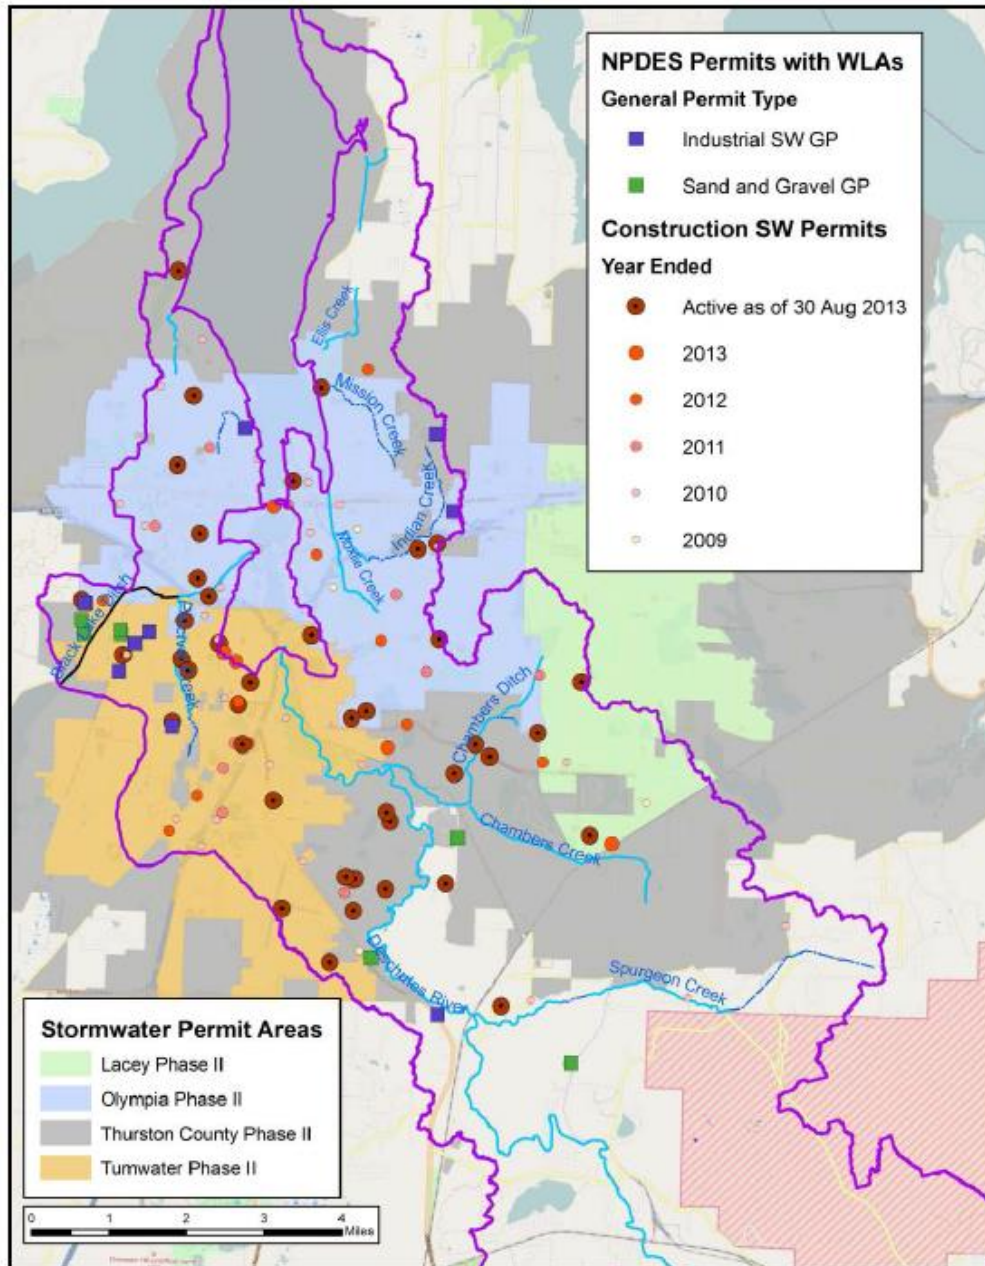 NPDES Permits with WLAs
General Permit Type
Industrial SW GP
Sand and Gravel GP
Construction SW Permits
Year Ended
Active as of 30 Aug 2013
2013
2012
2011
2010
2009
Ellis Creek
Mission Creek
Indian Creek
Moxlie Creek
Black Lake Ditch
Percival Creek
Chambers Ditch
Chambers Creek
Deschutes River
Spurgeon Creek
Stormwater Permit Areas
Lacey Phase II
Olympia Phase II
Thurston County Phase II
Tumwater Phase II
0 1 2 3 4
Miles